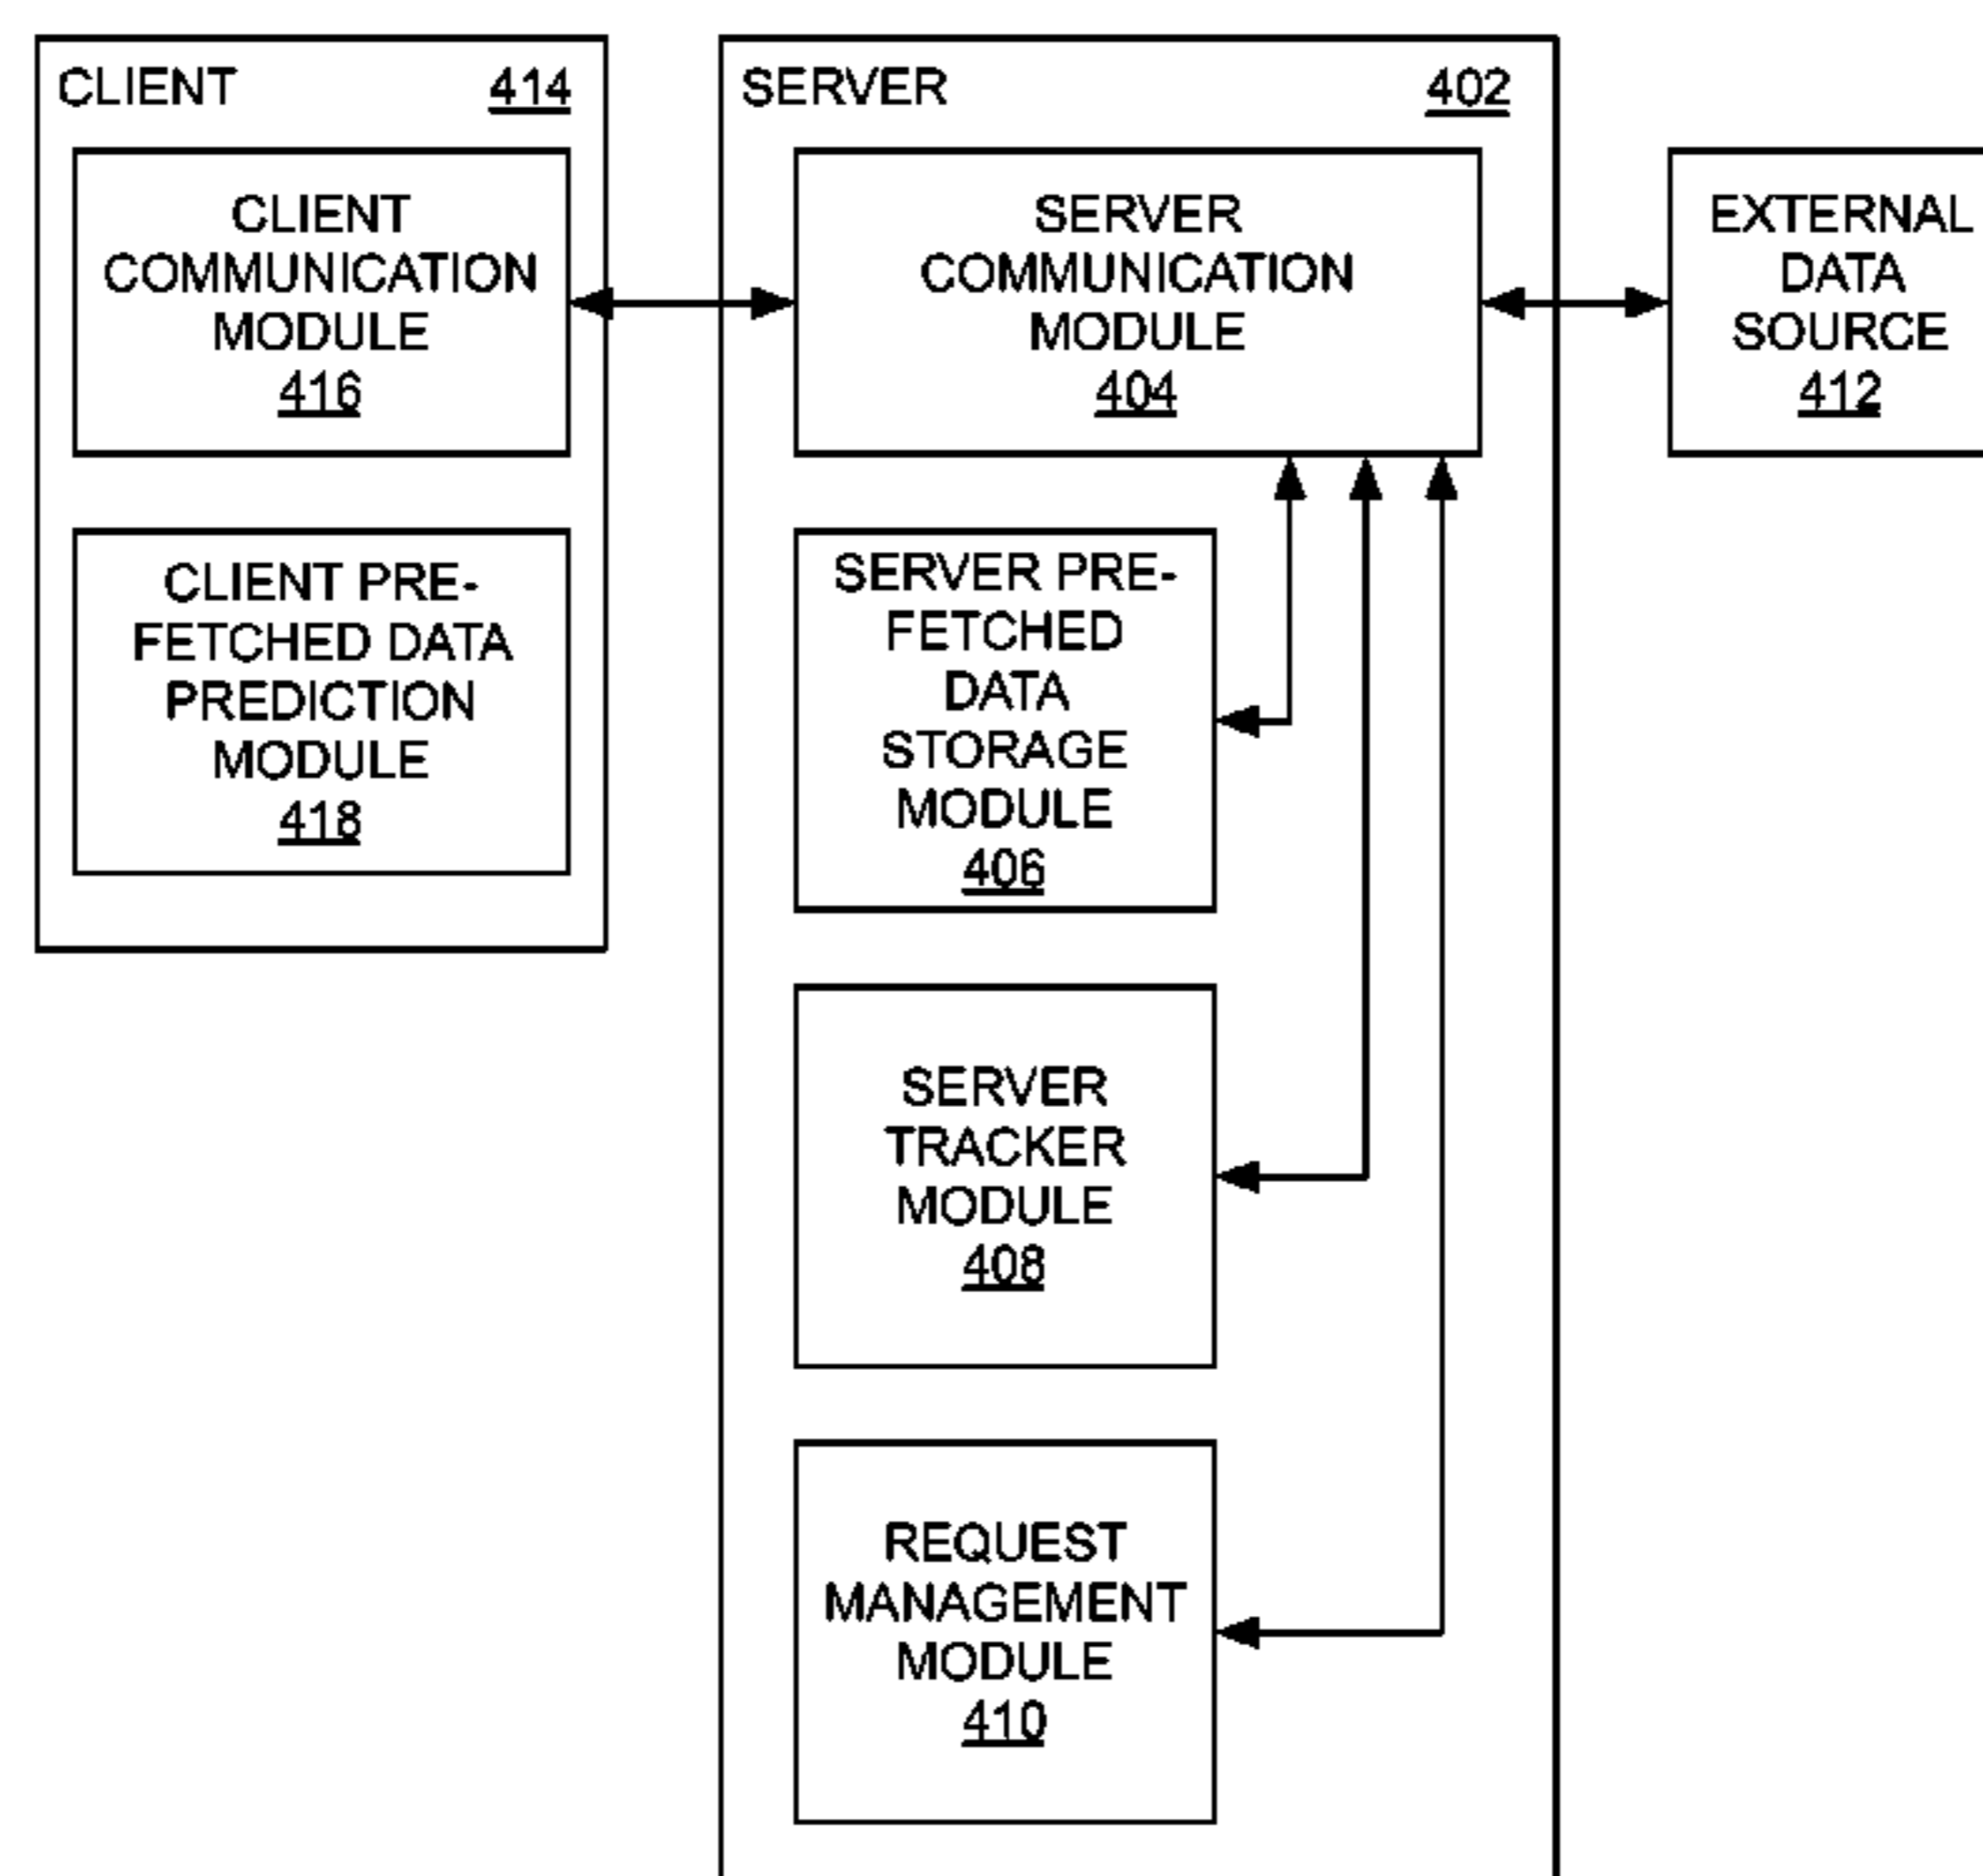 CLIENT 414
CLIENT
COMMUNICATION
MODULE
416
CLIENT PRE-
FETCHED DATA
PREDICTION
MODULE
418
SERVER 402
SERVER
COMMUNICATION
MODULE
404
SERVER PRE-
FETCHED
DATA
STORAGE
MODULE
406
SERVER
TRACKER
MODULE
408
REQUEST
MANAGEMENT
MODULE
410
EXTERNAL
DATA
SOURCE
412